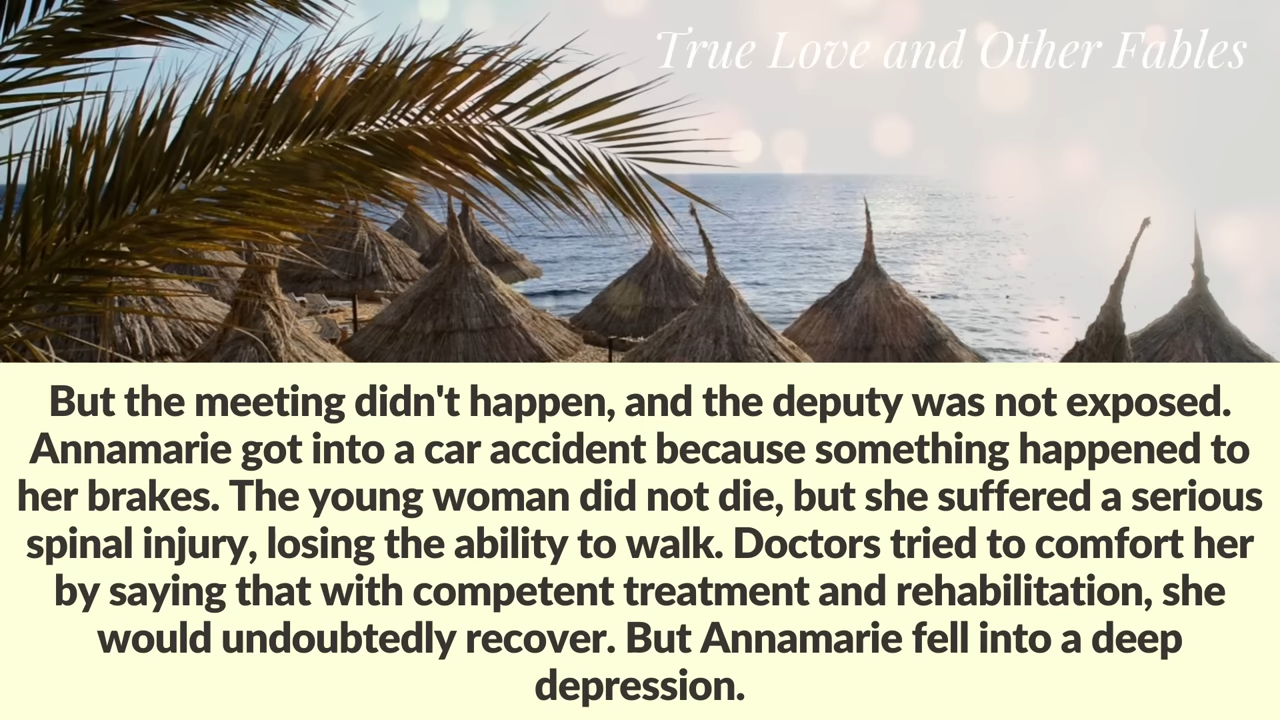 True Love and Other Fables
But the meeting didn't happen, and the deputy was not exposed.
Annamarie got into a car accident because something happened to
her brakes. The young woman did not die, but she suffered a serious
spinal injury, losing the ability to walk. Doctors tried to comfort her
by saying that with competent treatment and rehabilitation, she
would undoubtedly recover. But Annamarie fell into a deep
depression.